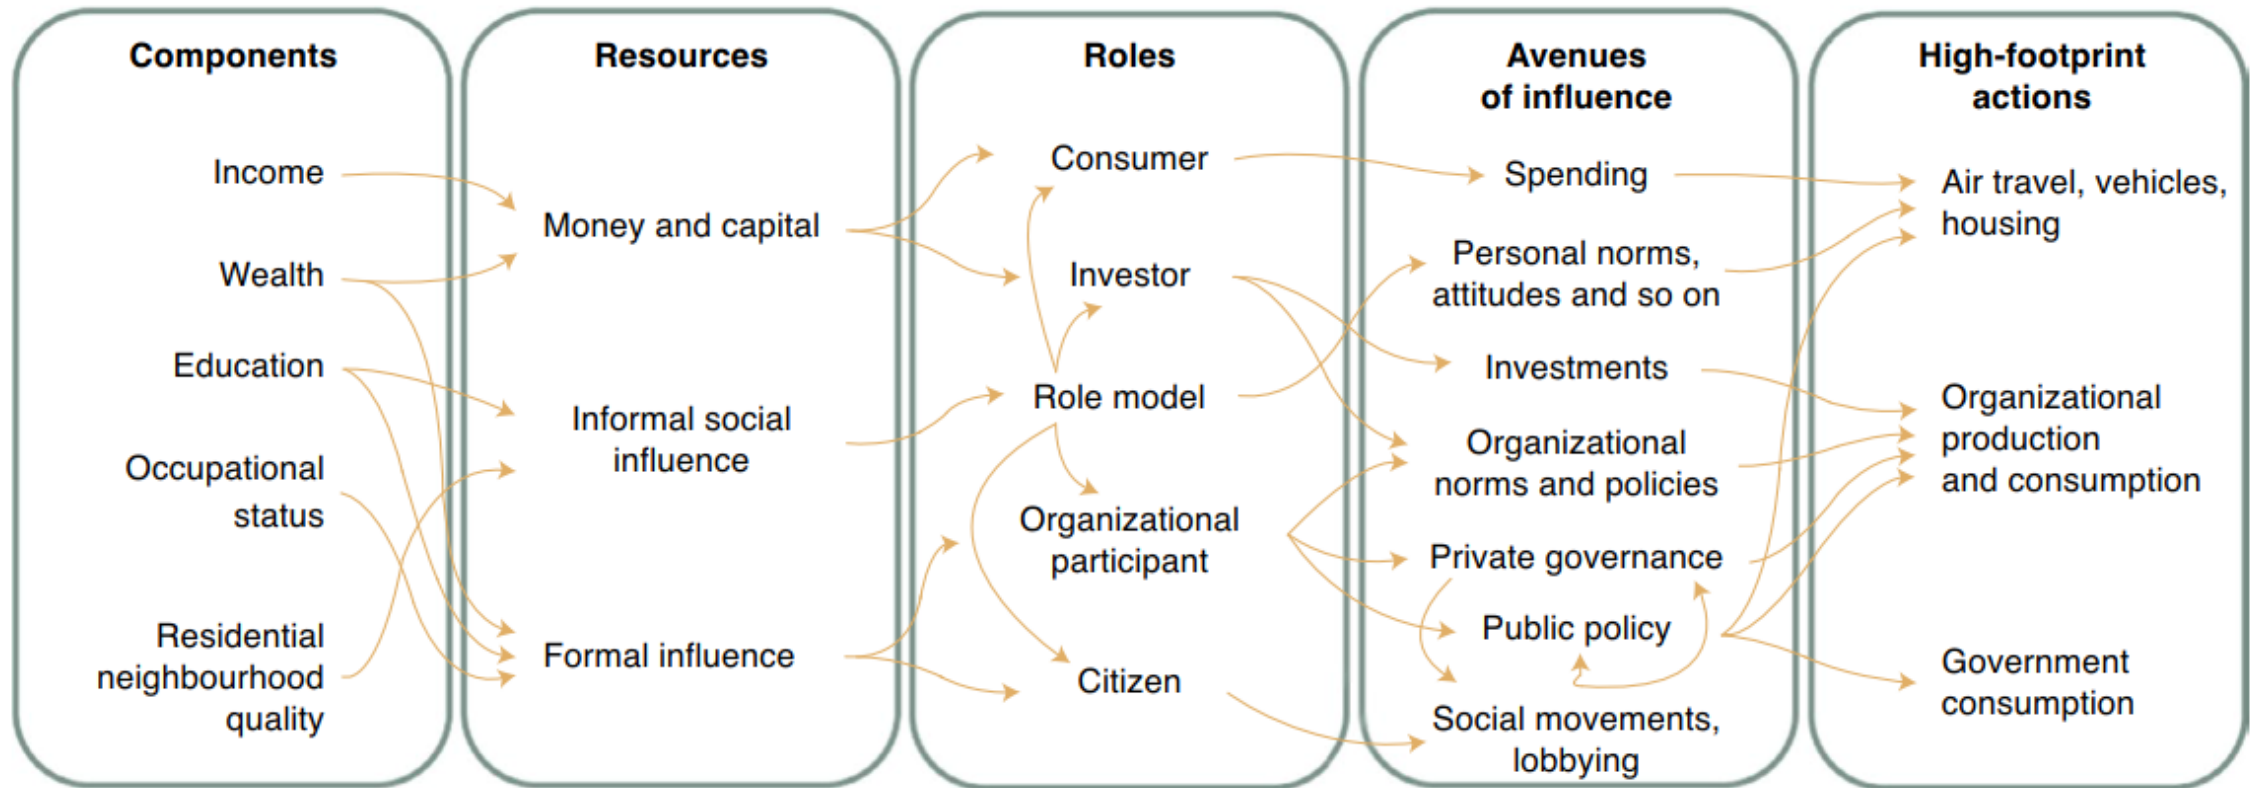 Components
Income
Wealth
Education
Occupational
status
Residential
neighbourhood
quality
Resources
Money and capital
Informal social
influence
Formal influence
Roles
Consumer
Investor
Role model
Organizational
participant
Citizen
Avenues
of influence
Spending
Personal norms,
attitudes and so on
Investments
Organizational
norms and policies
Private governance
Public policy
Social movements,
lobbying
High-footprint
actions
Air travel, vehicles,
housing
Organizational
production
and consumption
Government
consumption